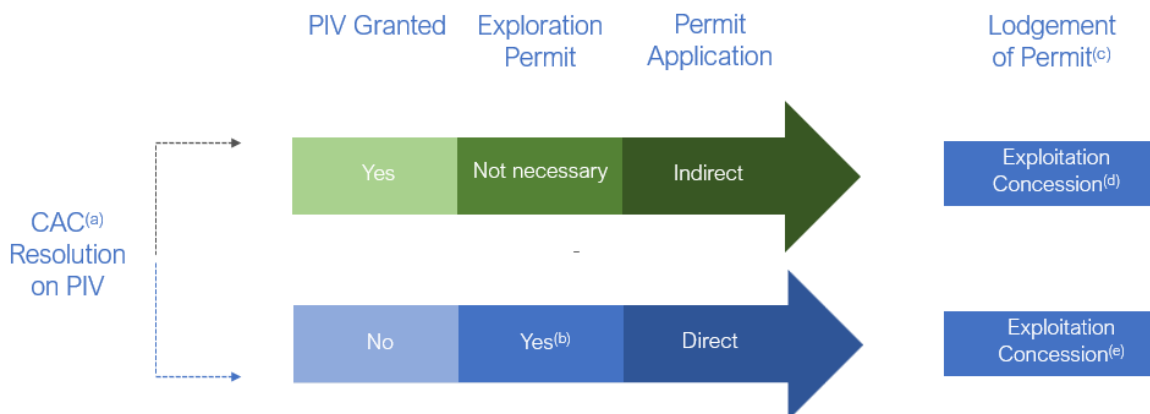 PIV Granted
Exploration
Permit
Permit
Application
Lodgement
of Permit(c)
CAC(a)
Resolution
on PIV
Yes
Not necessary
Indirect
Exploitation
Concession(d)
-
No
Yes(b)
Direct
Exploitation
Concession(e)